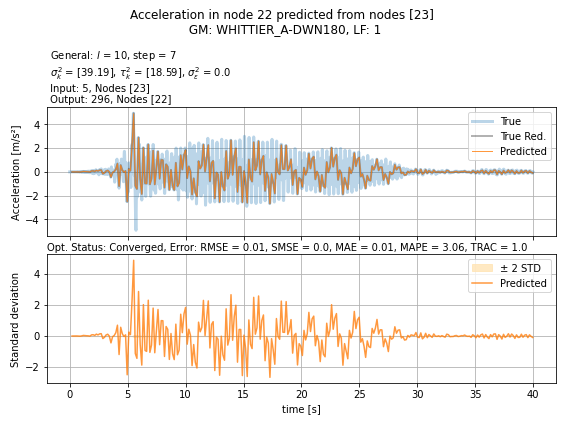 Acceleration in node 22 predicted from nodes [23]
GM: WHITTIER_A-DWN180, LF: 1
General: l = 10, step = 7
σ²ₖ = [39.19], τ²ₖ = [18.59], σ²ε = 0.0
Input: 5, Nodes [23]
Output: 296, Nodes [22]
Acceleration [m/s²]
4
2
0
−2
−4
True
True Red.
Predicted
Opt. Status: Converged, Error: RMSE = 0.01, SMSE = 0.0, MAE = 0.01, MAPE = 3.06, TRAC = 1.0
Standard deviation
4
2
0
−2
± 2 STD
Predicted
0 5 10 15 20 25 30 35 40
time [s]